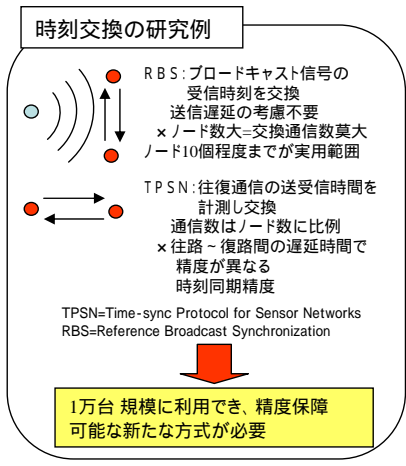 時刻交換の研究例
RBS:ブロードキャスト信号の
受信時刻を交換
送信遅延の考慮不要
×ノード数大=交換通信数莫大
ノード10個程度までが実用範囲
TPSN:往復通信の送受信時間を
計測し交換
通信数はノード数に比例
×往路~復路間の遅延時間で
精度が異なる
時刻同期精度
TPSN=Time-sync Protocol for Sensor Networks
RBS=Reference Broadcast Synchronization
1万台 規模に利用でき、精度保障
可能な新たな方式が必要